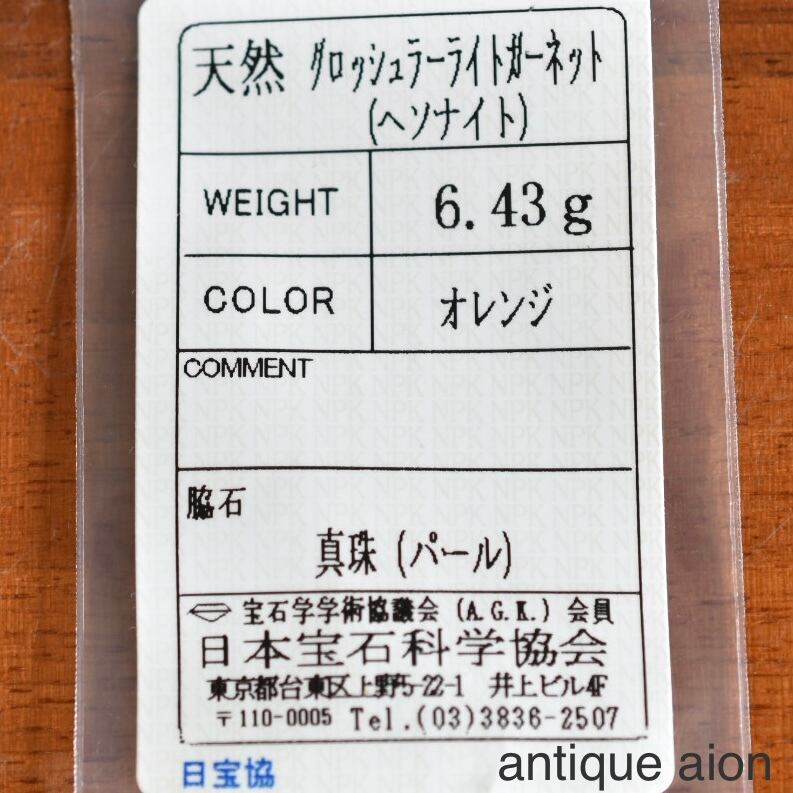 天然 グロッシュラーライトガーネット
(ヘソナイト)
WEIGHT 6.43 g
COLOR オレンジ
COMMENT
脇石
真珠 (パール)
宝石学学術協議会 (A.G.K.) 会員
日本宝石科学協会
東京都台東区上野5-22-1 井上ビル4F
〒110-0005 Tel.(03)3836-2507
日宝協
antique aion